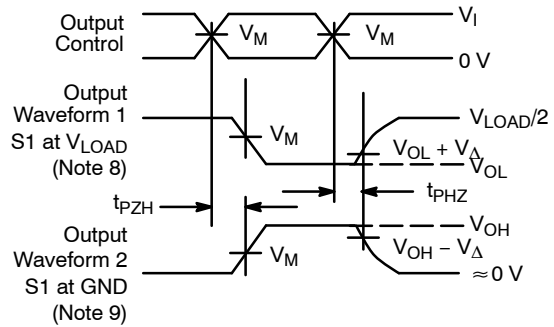 Output
Control
V_M
V_M
V_I
0 V
Output
Waveform 1
S1 at V_LOAD
(Note 8)
V_M
V_LOAD/2
V_OL + V_Δ
V_OL
t_PZH
t_PHZ
Output
Waveform 2
S1 at GND
(Note 9)
V_M
V_OH
V_OH − V_Δ
≈0 V